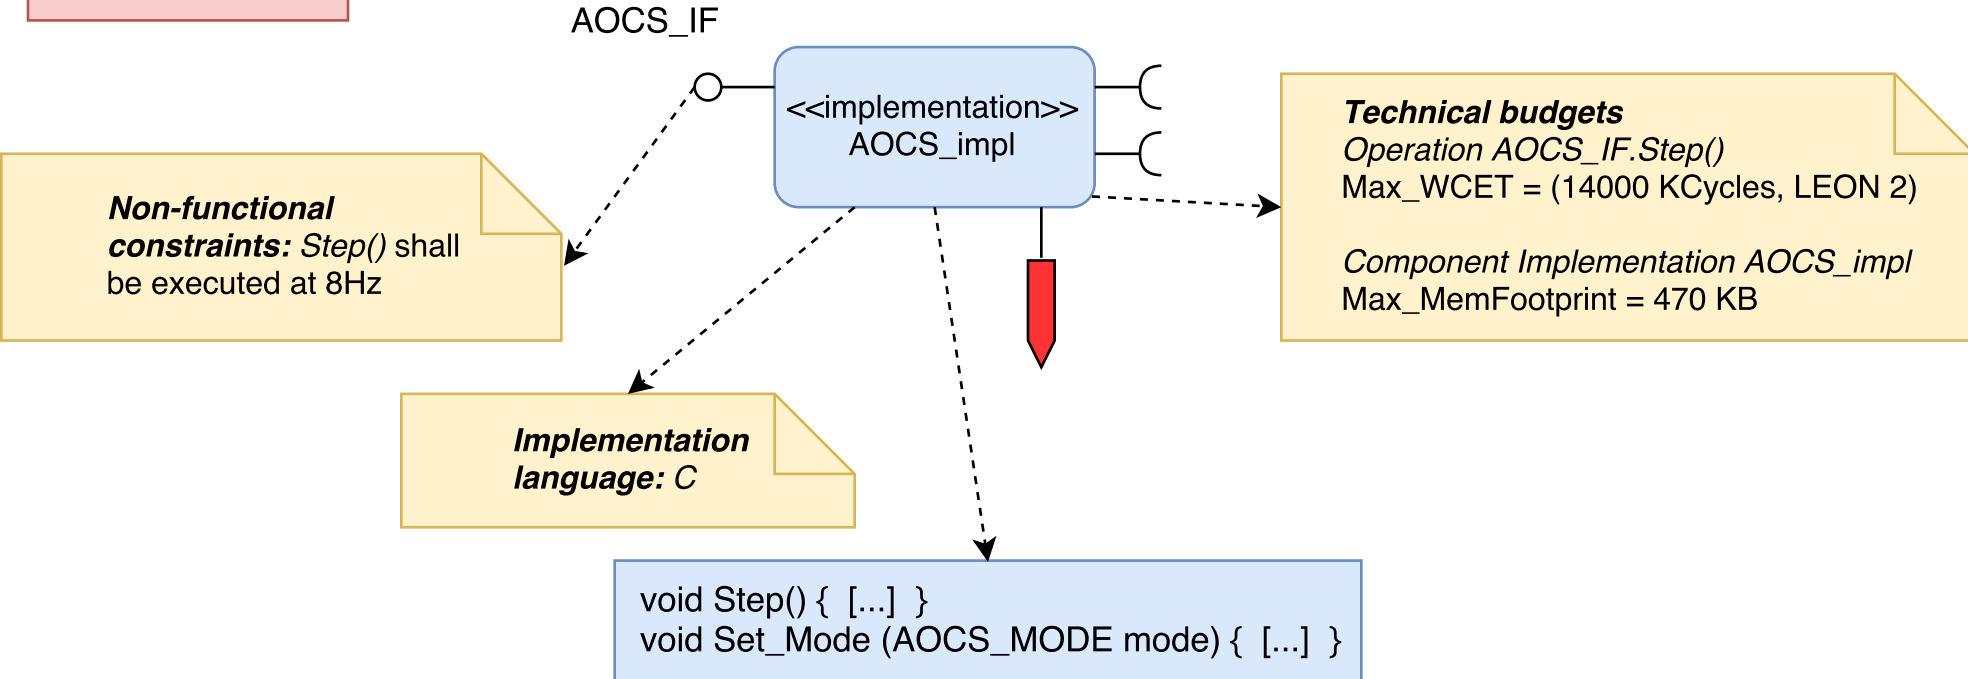 AOCS_IF
<<implementation>>
AOCS_impl
Technical budgets
Operation AOCS_IF.Step()
Max_WCET = (14000 KCycles, LEON 2)
Component Implementation AOCS_impl
Max_MemFootprint = 470 KB
Non-functional
constraints: Step() shall
be executed at 8Hz
Implementation
language: C
void Step() { [...] }
void Set_Mode (AOCS_MODE mode) { [...] }